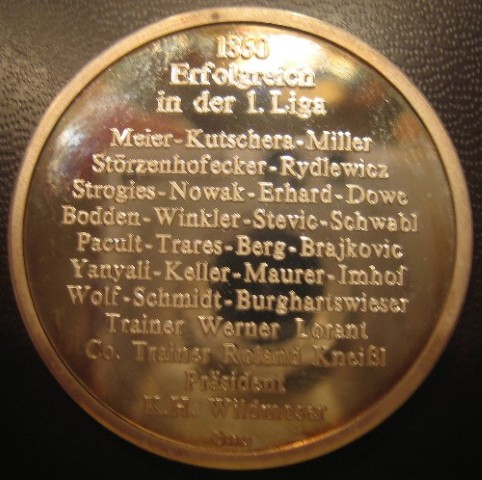 1860
Erfolgreich
in der 1. Liga
Meier-Kutschera-Miller
Störzenhofecker-Rydlewicz
Strogies-Nowak-Erhard-Dowe
Bodden-Winkler-Stevic-Schwabl
Pacult-Trares-Berg-Brajkovic
Yanyali-Keller-Maurer-Imhof
Wolf-Schmidt-Burghartswieser
Trainer Werner Lorant
Co. Trainer Roland Kneißl
Präsident
K.H. Wildmoser